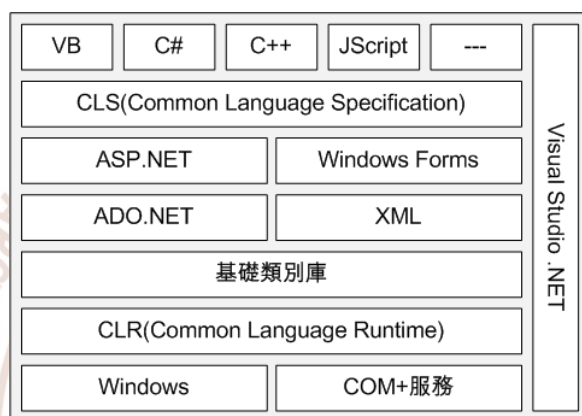 VB
C#
C++
JScript
---
CLS(Common Language Specification)
ASP.NET
Windows Forms
ADO.NET
XML
基礎類別庫
CLR(Common Language Runtime)
Windows
COM+服務
Visual Studio .NET